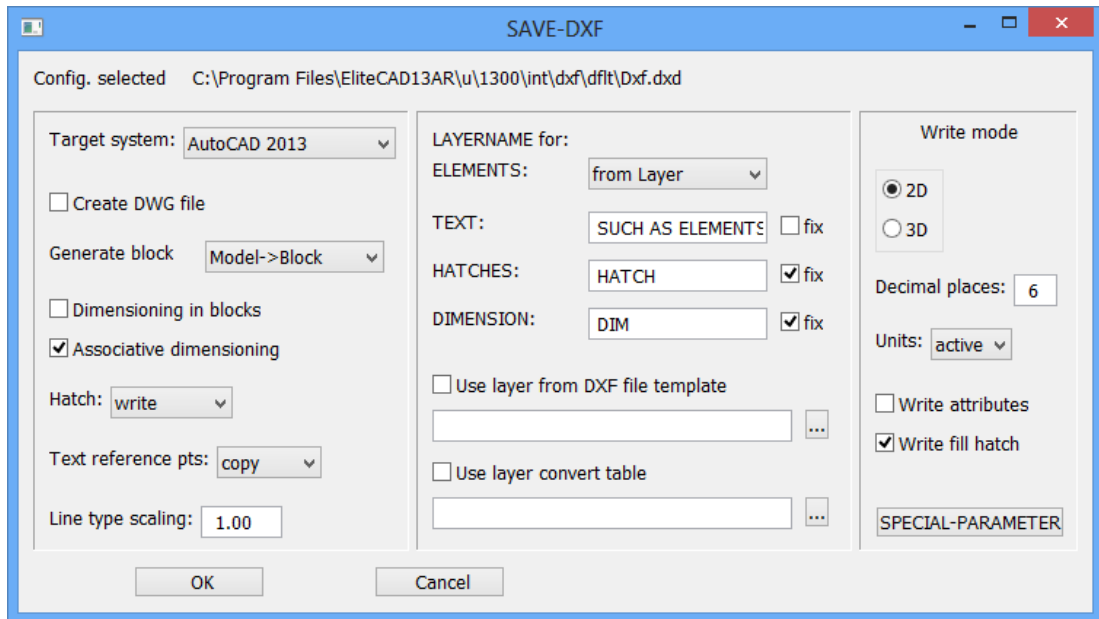 SAVE-DXF
Config. selected C:\Program Files\EliteCAD13AR\u\1300\int\dxf\dflt\Dxf.dxd
Target system: AutoCAD 2013
Create DWG file
Generate block Model->Block
Dimensioning in blocks
Associative dimensioning
Hatch: write
Text reference pts: copy
Line type scaling: 1.00
LAYERNAME for:
ELEMENTS: from Layer
TEXT: SUCH AS ELEMENTS fix
HATCHES: HATCH fix
DIMENSION: DIM fix
Use layer from DXF file template
...
Use layer convert table
...
Write mode
2D
3D
Decimal places: 6
Units: active
Write attributes
Write fill hatch
SPECIAL-PARAMETER
OK Cancel